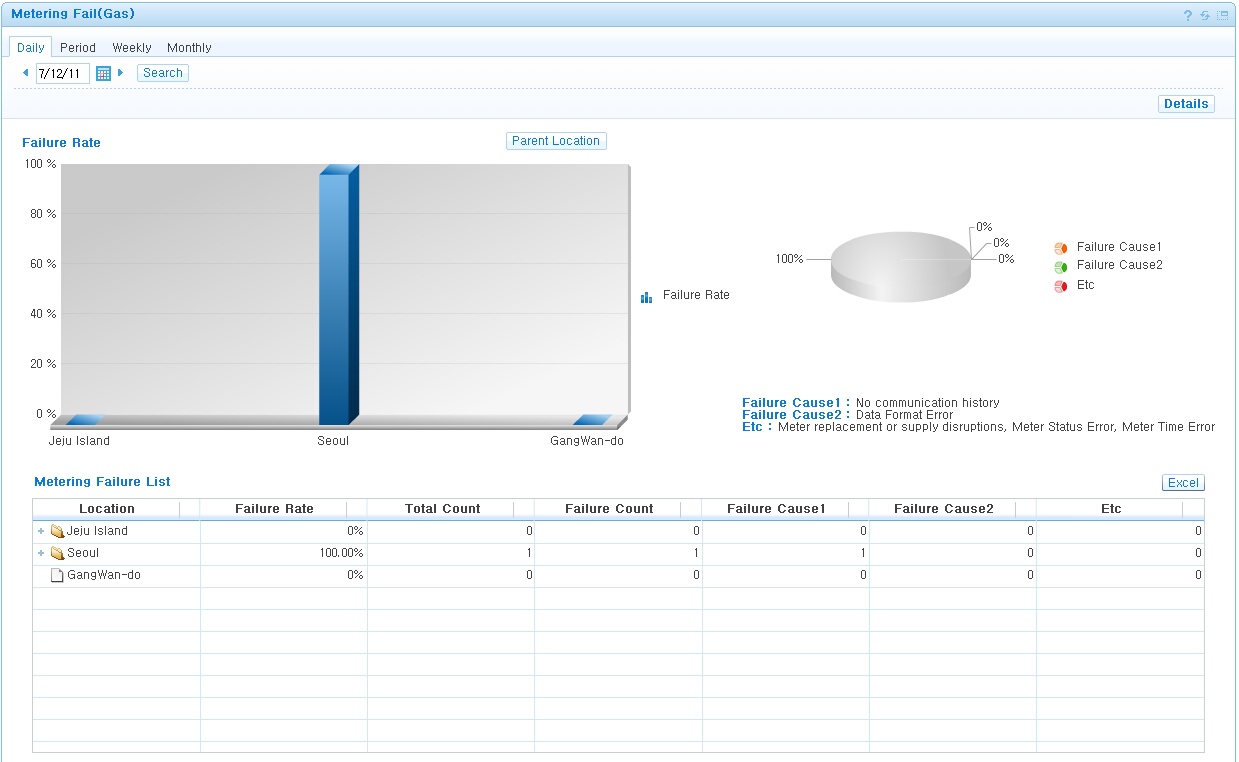 Metering Fail(Gas)
?
Daily Period Weekly Monthly
7/12/11 Search
Details
Failure Rate
Parent Location
100 %
80 %
60 %
40 %
20 %
0 %
Jeju Island Seoul GangWan-do
Failure Rate
100%
0%
0%
0%
Failure Cause1
Failure Cause2
Etc
Failure Cause1 : No communication history
Failure Cause2 : Data Format Error
Etc : Meter replacement or supply disruptions, Meter Status Error, Meter Time Error
Metering Failure List
Excel
Location Failure Rate Total Count Failure Count Failure Cause1 Failure Cause2 Etc
+ Jeju Island 0% 0 0 0 0 0
+ Seoul 100.00% 1 1 1 0 0
GangWan-do 0% 0 0 0 0 0